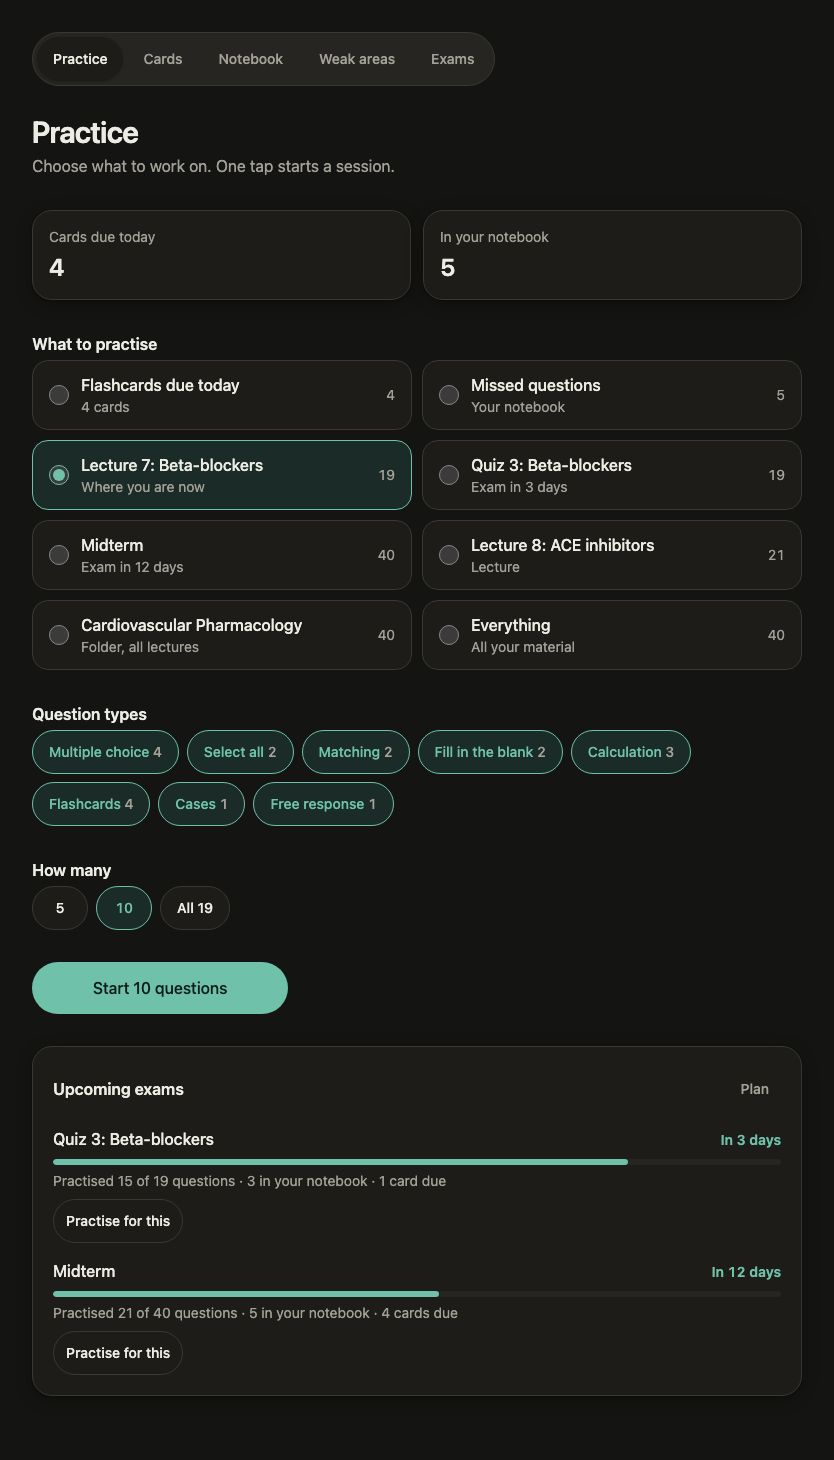 Practice Cards Notebook Weak areas Exams
Practice
Choose what to work on. One tap starts a session.
Cards due today
4
In your notebook
5
What to practise
Flashcards due today
4 cards
4
Missed questions
Your notebook
5
Lecture 7: Beta-blockers
Where you are now
19
Quiz 3: Beta-blockers
Exam in 3 days
19
Midterm
Exam in 12 days
40
Lecture 8: ACE inhibitors
Lecture
21
Cardiovascular Pharmacology
Folder, all lectures
40
Everything
All your material
40
Question types
Multiple choice 4 Select all 2 Matching 2 Fill in the blank 2 Calculation 3
Flashcards 4 Cases 1 Free response 1
How many
5 10 All 19
Start 10 questions
Upcoming exams Plan
Quiz 3: Beta-blockers In 3 days
Practised 15 of 19 questions · 3 in your notebook · 1 card due
Practise for this
Midterm In 12 days
Practised 21 of 40 questions · 5 in your notebook · 4 cards due
Practise for this